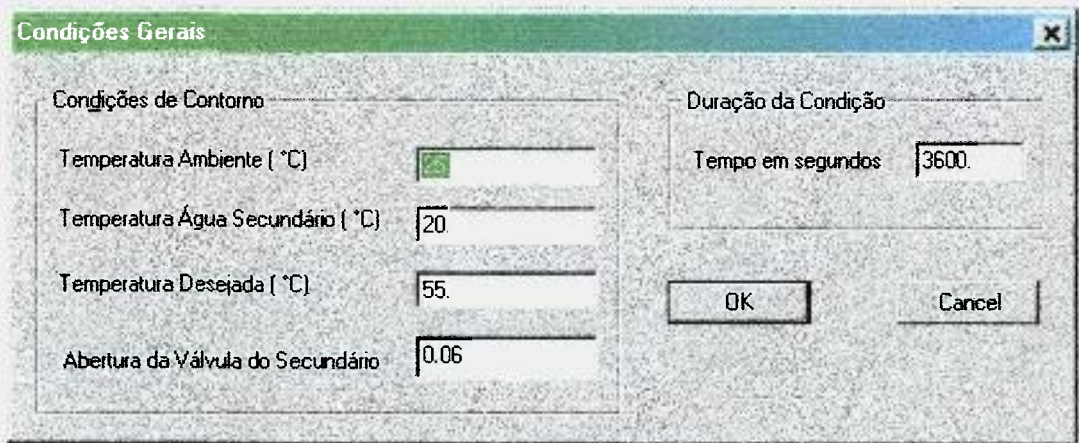 Condições Gerais
Condições de Contorno
Temperatura Ambiente ( °C)
Temperatura Água Secundário ( °C) 20.
Temperatura Desejada ( °C) 55.
Abertura da Válvula do Secundário 0.06
Duração da Condição
Tempo em segundos 3600.
OK Cancel